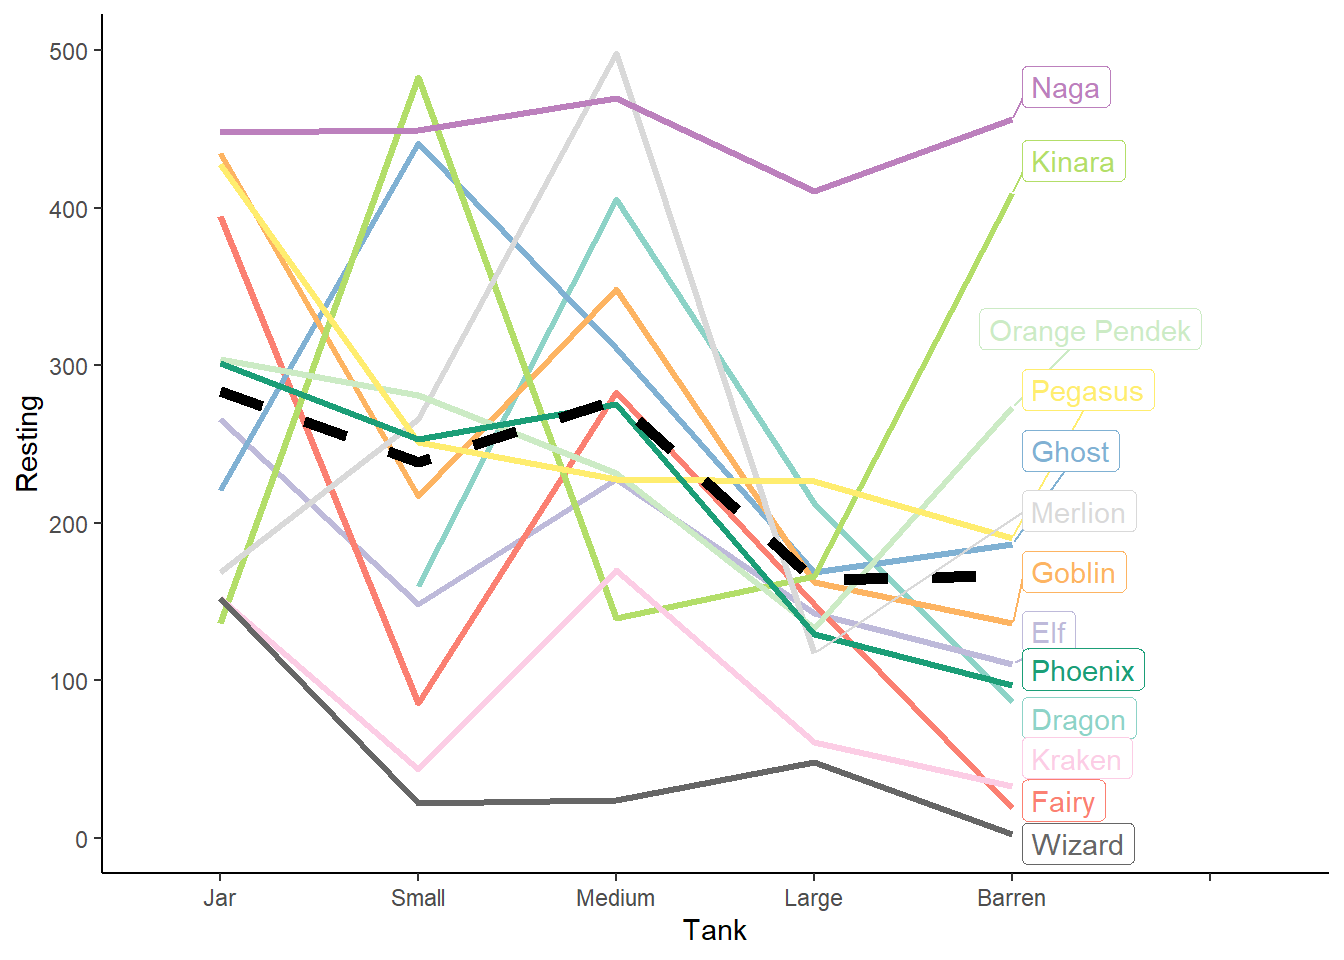 500
400
300
200
100
0
Resting
Naga
Kinara
Orange Pendek
Pegasus
Ghost
Merlion
Goblin
Elf
Phoenix
Dragon
Kraken
Fairy
Wizard
Jar Small Medium Large Barren
Tank